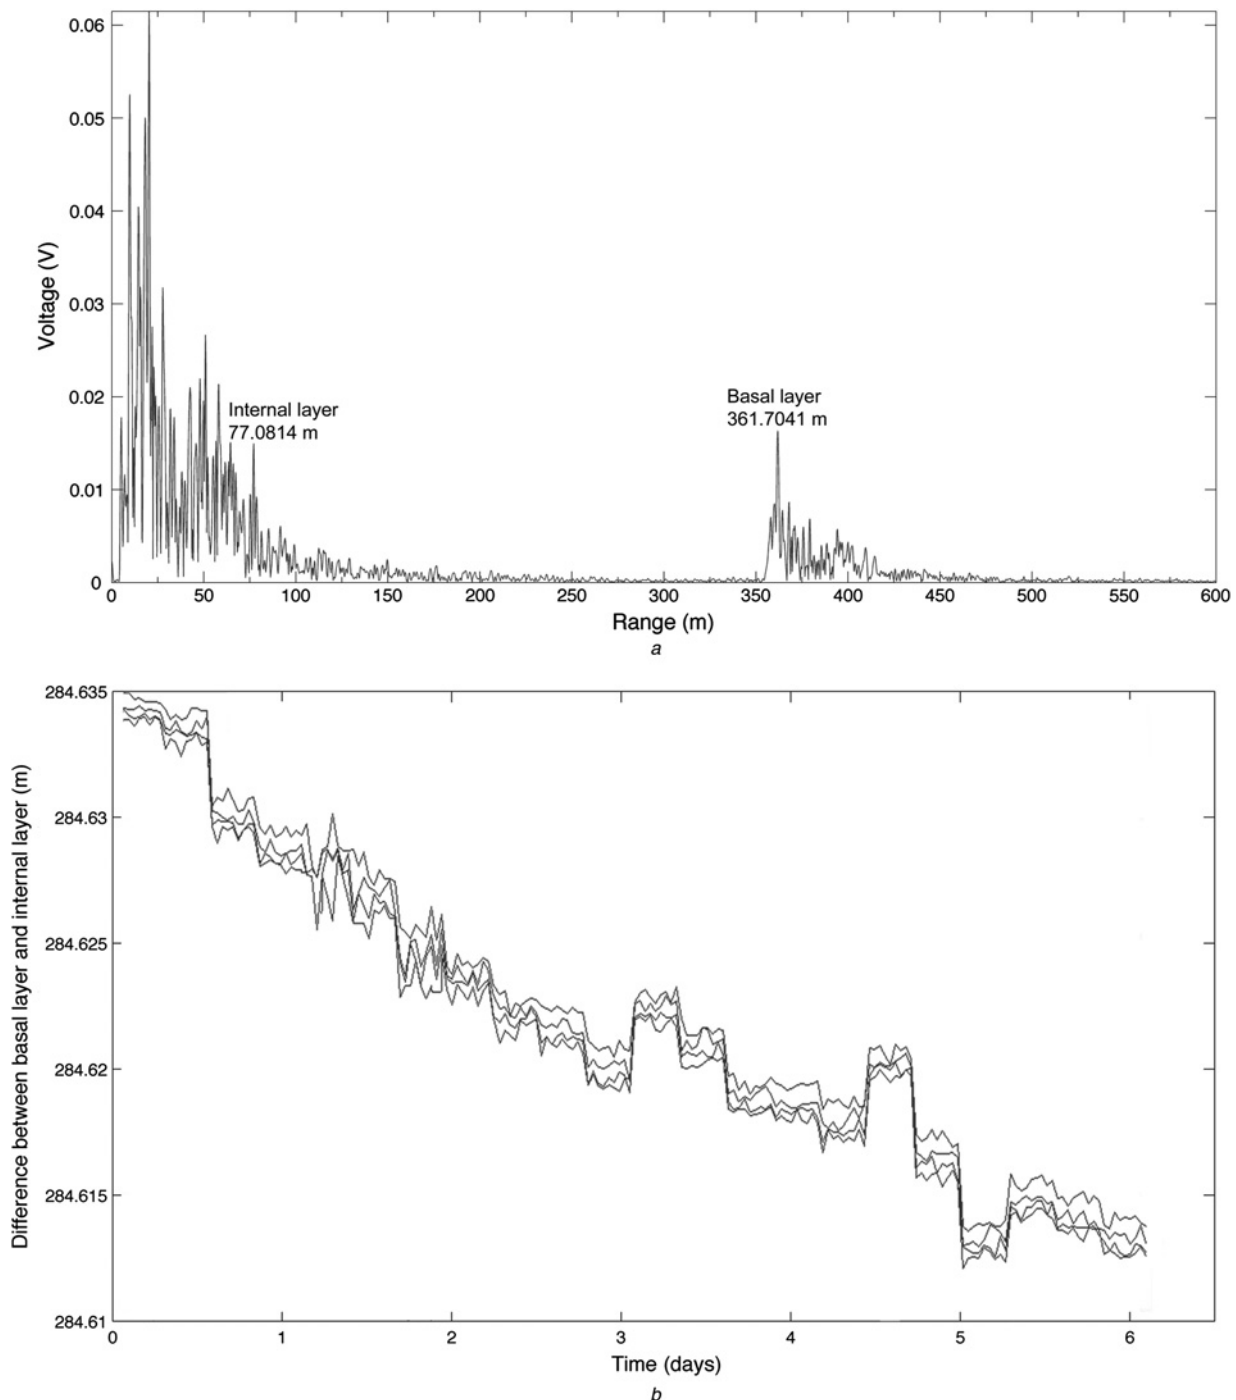 0.06
0.05
0.04
0.03
0.02
0.01
0
Voltage (V)
Internal layer
77.0814 m
Basal layer
361.7041 m
0 50 100 150 200 250 300 350 400 450 500 550 600
Range (m)
a
284.635
284.63
284.625
284.62
284.615
284.61
Difference between basal layer and internal layer (m)
0 1 2 3 4 5 6
Time (days)
b